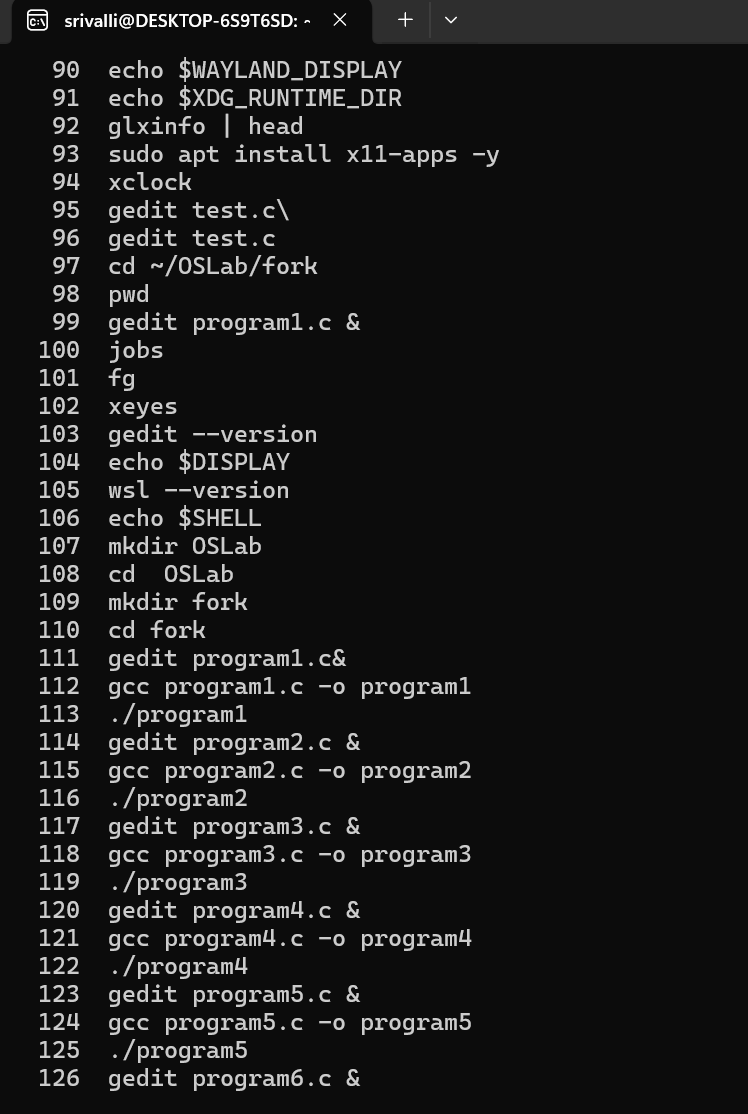 srivalli@DESKTOP-6S9T6SD: ~
90 echo $WAYLAND_DISPLAY
91 echo $XDG_RUNTIME_DIR
92 glxinfo | head
93 sudo apt install x11-apps -y
94 xclock
95 gedit test.c\
96 gedit test.c
97 cd ~/OSLab/fork
98 pwd
99 gedit program1.c &
100 jobs
101 fg
102 xeyes
103 gedit --version
104 echo $DISPLAY
105 wsl --version
106 echo $SHELL
107 mkdir OSLab
108 cd  OSLab
109 mkdir fork
110 cd fork
111 gedit program1.c&
112 gcc program1.c -o program1
113 ./program1
114 gedit program2.c &
115 gcc program2.c -o program2
116 ./program2
117 gedit program3.c &
118 gcc program3.c -o program3
119 ./program3
120 gedit program4.c &
121 gcc program4.c -o program4
122 ./program4
123 gedit program5.c &
124 gcc program5.c -o program5
125 ./program5
126 gedit program6.c &